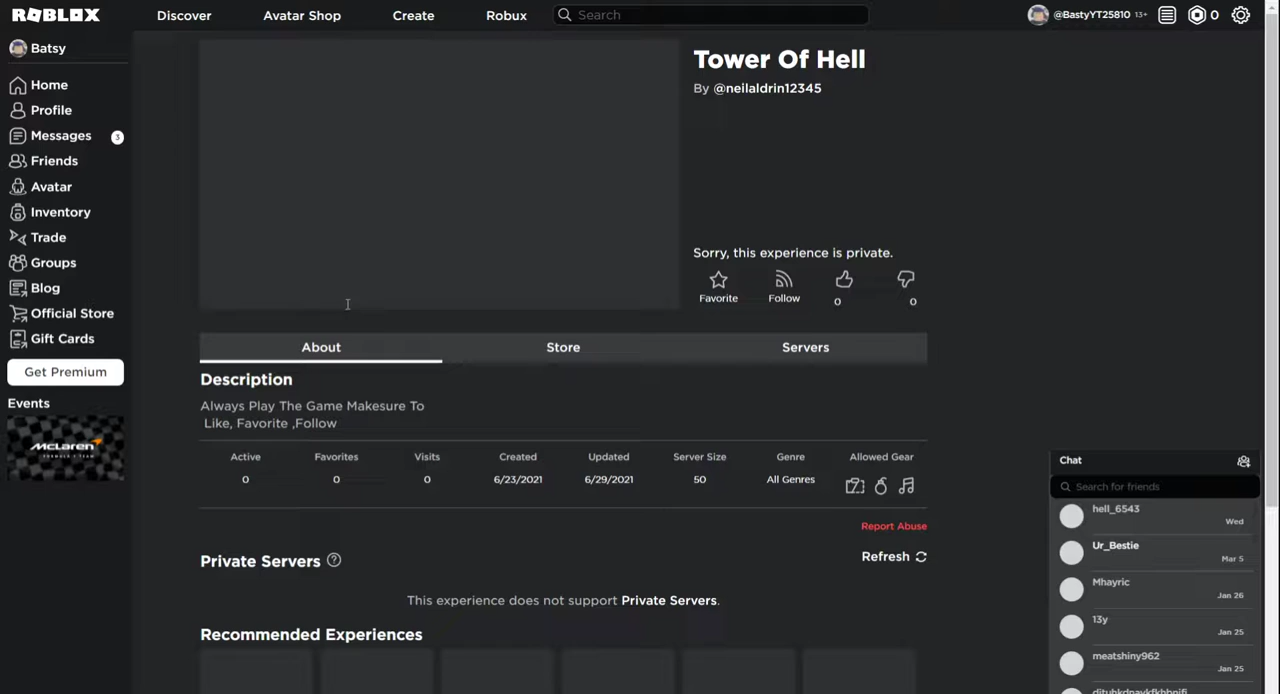 ROBLOX
Discover
Avatar Shop
Create
Robux
Search
@BastyYT25810 13+
0
Batsy
Home
Profile
Messages 3
Friends
Avatar
Inventory
Trade
Groups
Blog
Official Store
Gift Cards
Get Premium
Events
McLaren
Tower Of Hell
By @neilaldrin12345
Sorry, this experience is private.
Favorite
Follow
0
0
About
Store
Servers
Description
Always Play The Game Makesure To
Like, Favorite ,Follow
Active Favorites Visits Created Updated Server Size Genre Allowed Gear
0 0 0 6/23/2021 6/29/2021 50 All Genres
Report Abuse
Private Servers
Refresh
This experience does not support Private Servers.
Recommended Experiences
Chat
Search for friends
hell_6543
Wed
Ur_Bestie
Mar 5
Mhayric
Jan 26
13y
Jan 25
meatshiny962
Jan 25